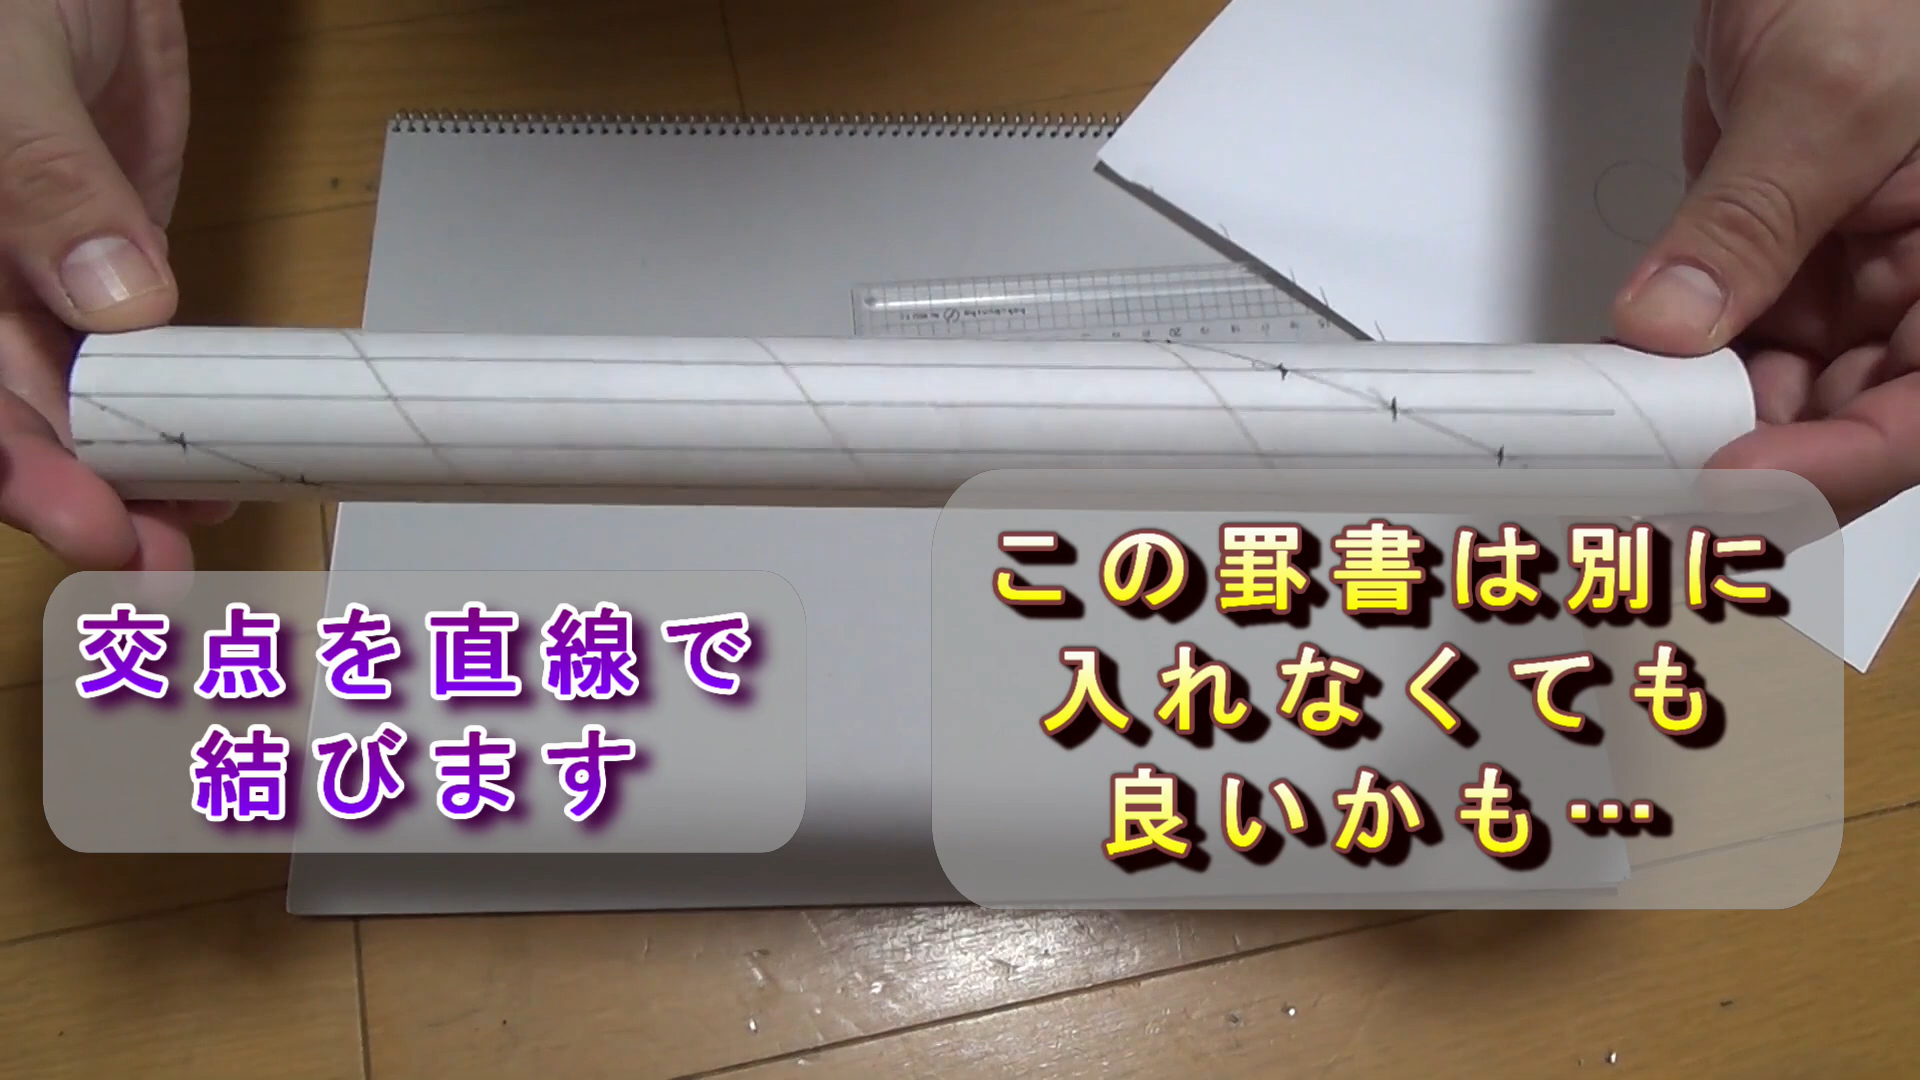 交点を直線で
結びます
この罫書は別に
入れなくても
良いかも…